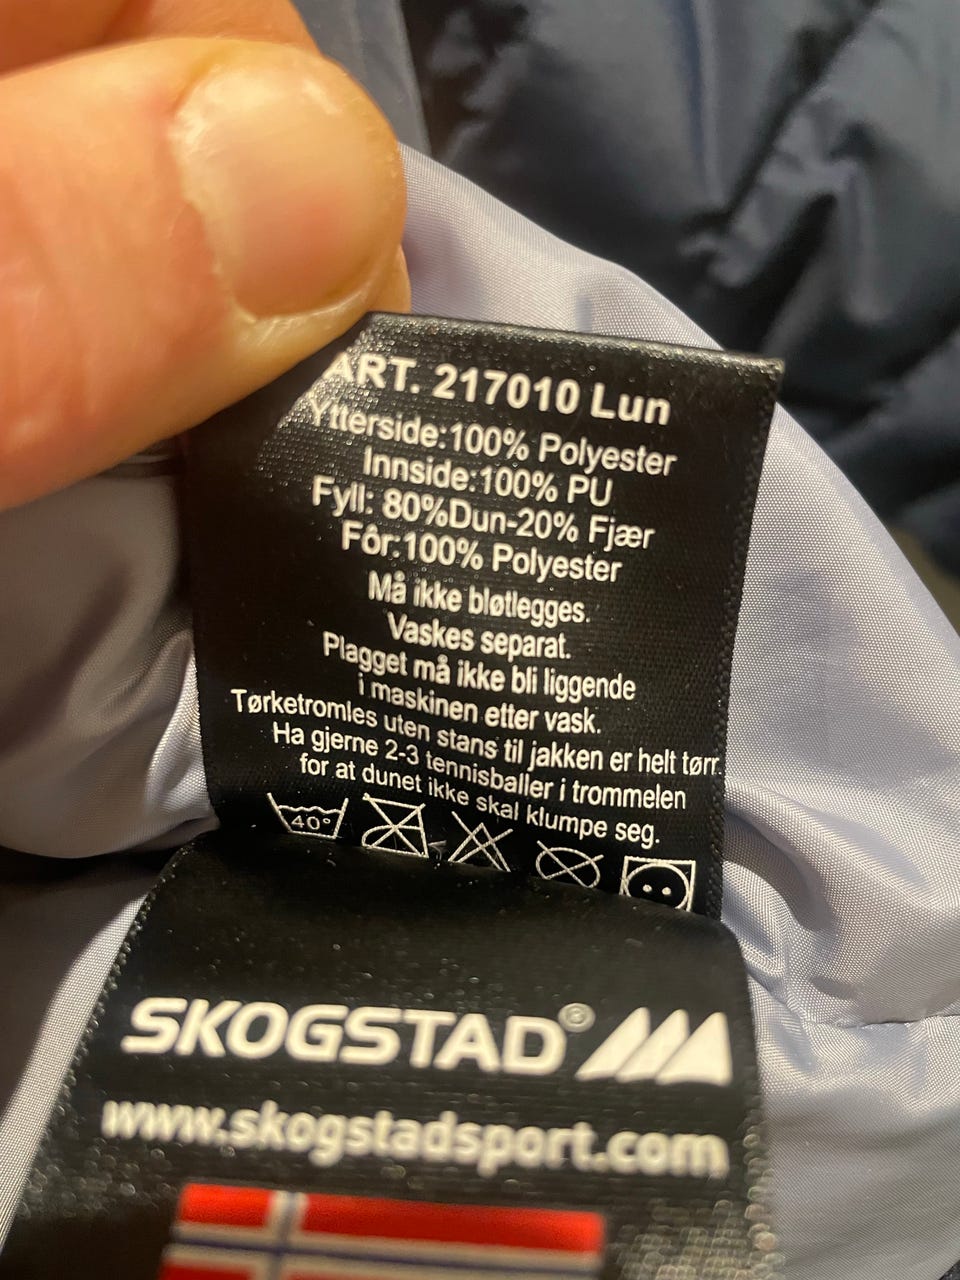 ART. 217010 Lun
Ytterside:100% Polyester
Innside:100% PU
Fyll: 80%Dun-20% Fjær
Fôr:100% Polyester
Må ikke bløtlegges.
Vaskes separat.
Plagget må ikke bli liggende
i maskinen etter vask.
Tørketromles uten stans til jakken er helt tørr.
Ha gjerne 2-3 tennisballer i trommelen
for at dunet ikke skal klumpe seg.
40°
SKOGSTAD®
www.skogstadsport.com